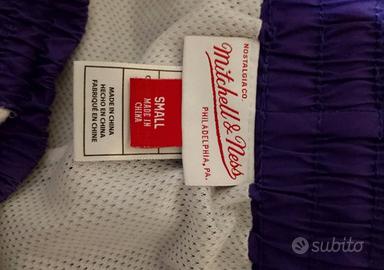 NOSTALGIA CO.
Mitchell & Ness
PHILADELPHIA, PA.
SMALL
MADE IN
CHINA
MADE IN CHINA
HECHO EN CHINA
FABRIQUÉ EN CHINE
subito